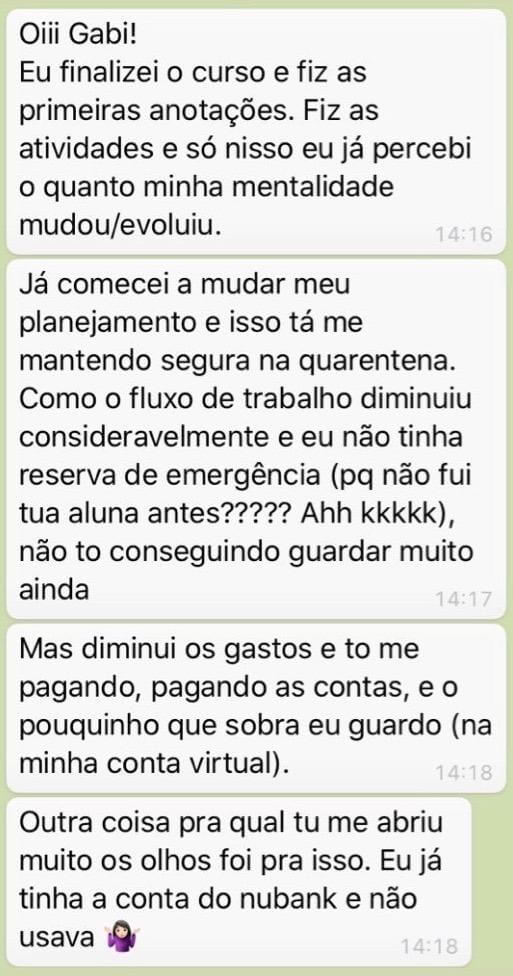 Oiii Gabi!
Eu finalizei o curso e fiz as
primeiras anotações. Fiz as
atividades e só nisso eu já percebi
o quanto minha mentalidade
mudou/evoluiu.
14:16
Já comecei a mudar meu
planejamento e isso tá me
mantendo segura na quarentena.
Como o fluxo de trabalho diminuiu
consideravelmente e eu não tinha
reserva de emergência (pq não fui
tua aluna antes????? Ahh kkkkk),
não to conseguindo guardar muito
ainda
14:17
Mas diminui os gastos e to me
pagando, pagando as contas, e o
pouquinho que sobra eu guardo (na
minha conta virtual).
14:18
Outra coisa pra qual tu me abriu
muito os olhos foi pra isso. Eu já
tinha a conta do nubank e não
usava 🤷🏻‍♀️
14:18